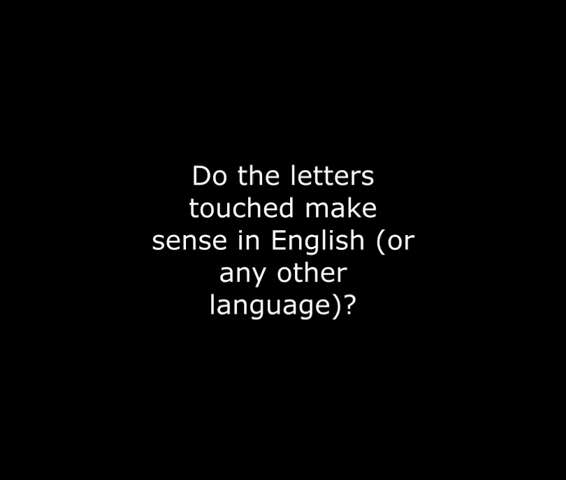 Do the letters
touched make
sense in English (or
any other
language)?